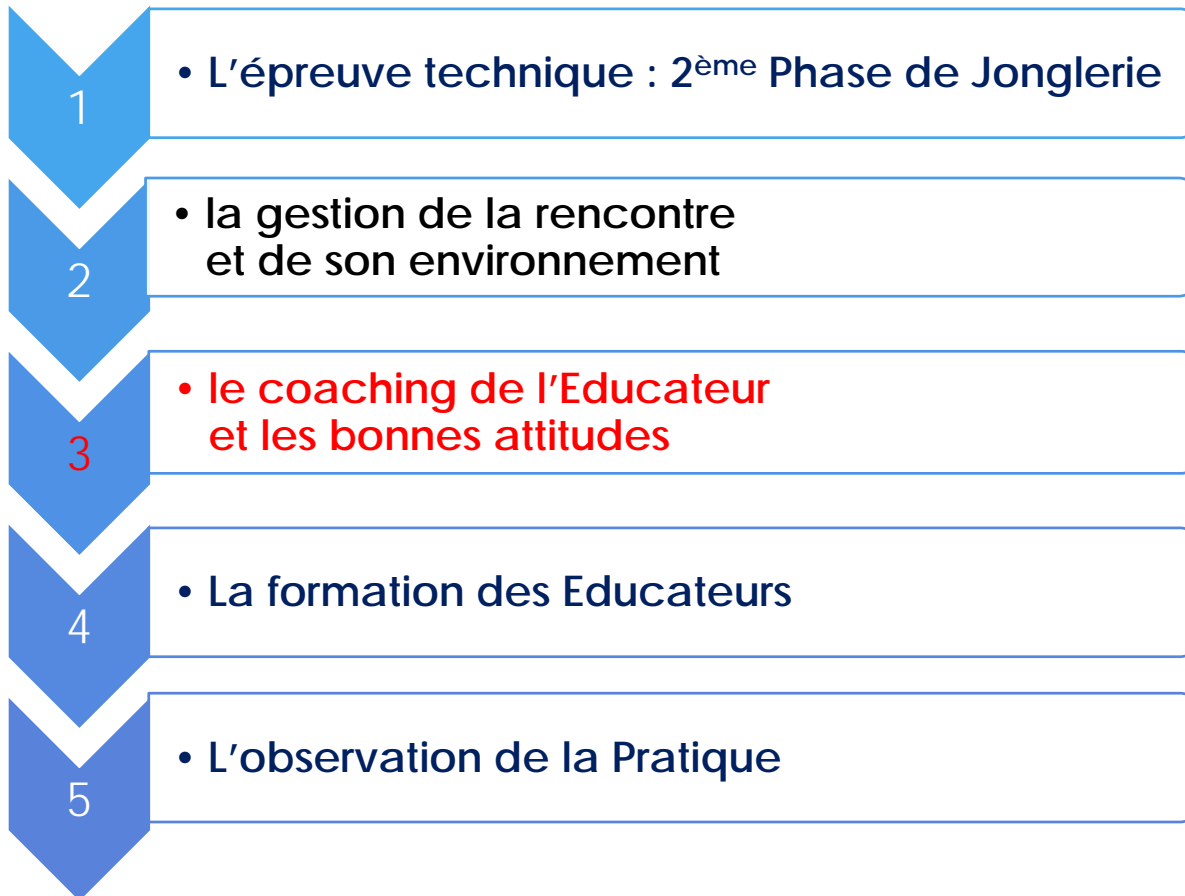 1
• L'épreuve technique : 2ème Phase de Jonglerie
2
• la gestion de la rencontre
et de son environnement
3
• le coaching de l'Educateur
et les bonnes attitudes
4
• La formation des Educateurs
5
• L'observation de la Pratique